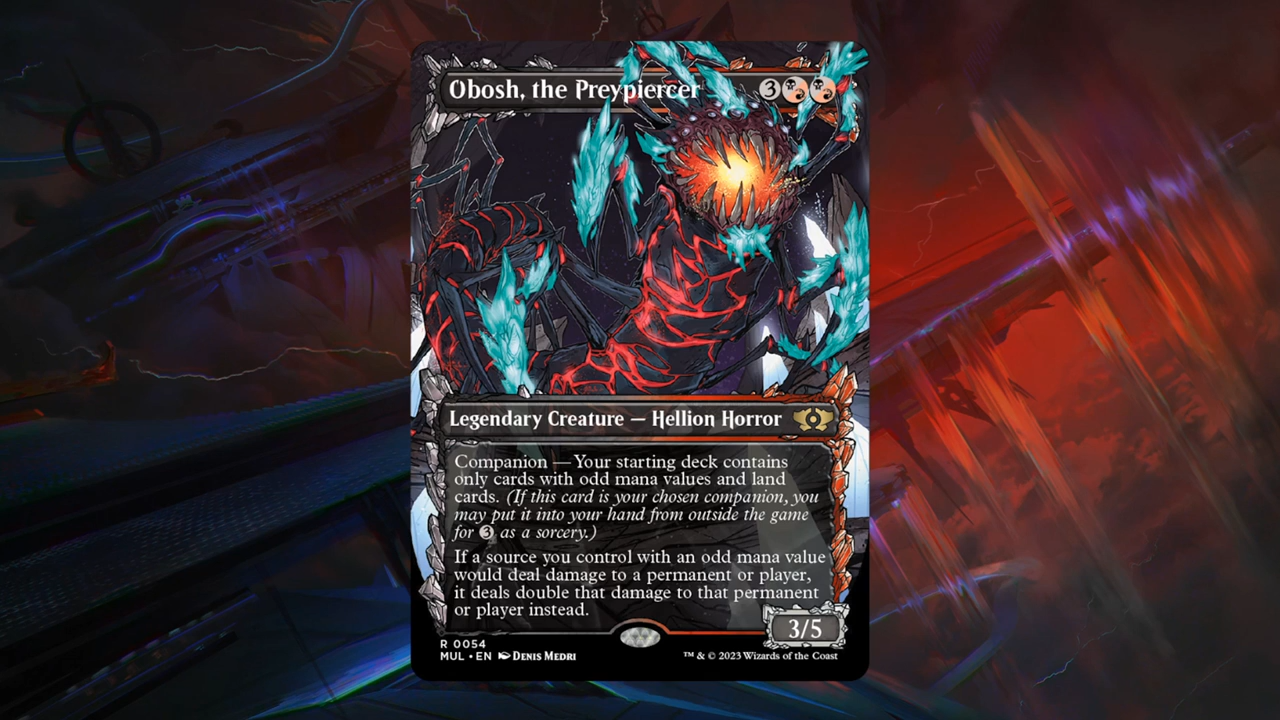 Obosh, the Preypiercer 3
Legendary Creature — Hellion Horror
Companion — Your starting deck contains
only cards with odd mana values and land
cards. (If this card is your chosen companion, you
may put it into your hand from outside the game
for 3 as a sorcery.)
If a source you control with an odd mana value
would deal damage to a permanent or player,
it deals double that damage to that permanent
or player instead.
3/5
R 0054
MUL • EN DENIS MEDRI
™ & © 2023 Wizards of the Coast